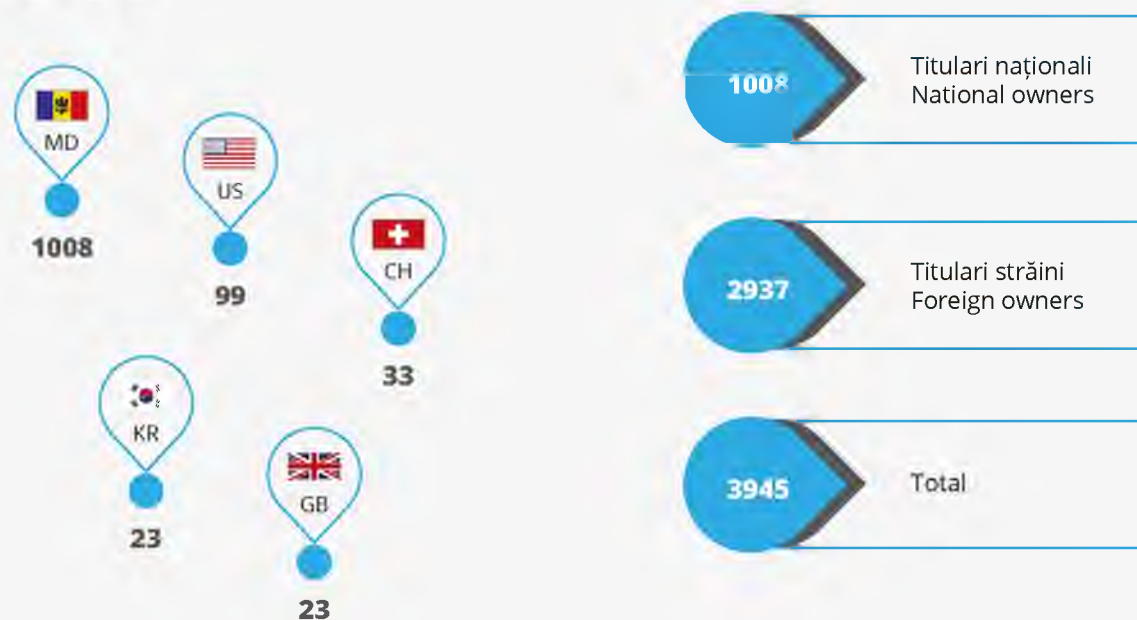 MD
1008
US
99
CH
33
KR
23
GB
23
1008
Titulari naționali
National owners
2937
Titulari străini
Foreign owners
3945
Total